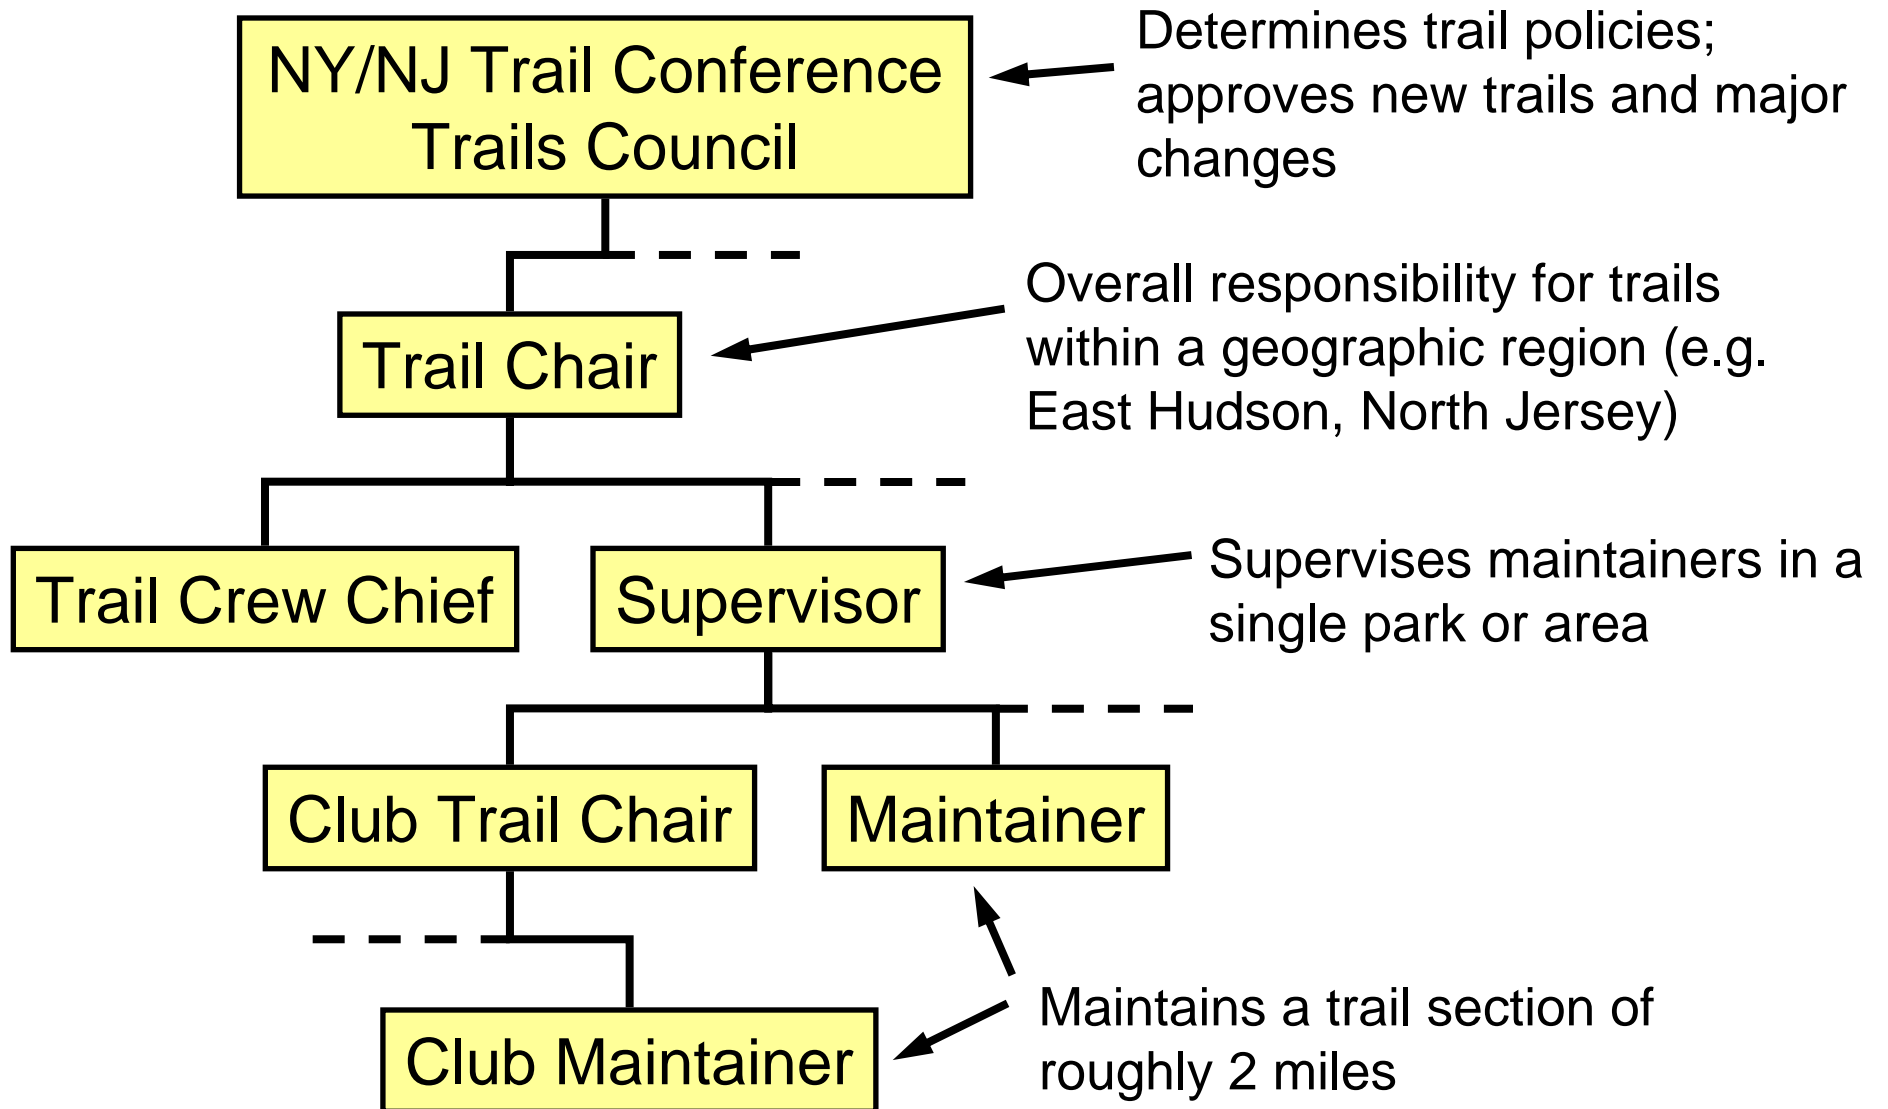 NY/NJ Trail Conference
Trails Council
Determines trail policies;
approves new trails and major
changes
Trail Chair
Overall responsibility for trails
within a geographic region (e.g.
East Hudson, North Jersey)
Trail Crew Chief
Supervisor
Supervises maintainers in a
single park or area
Club Trail Chair
Maintainer
Club Maintainer
Maintains a trail section of
roughly 2 miles